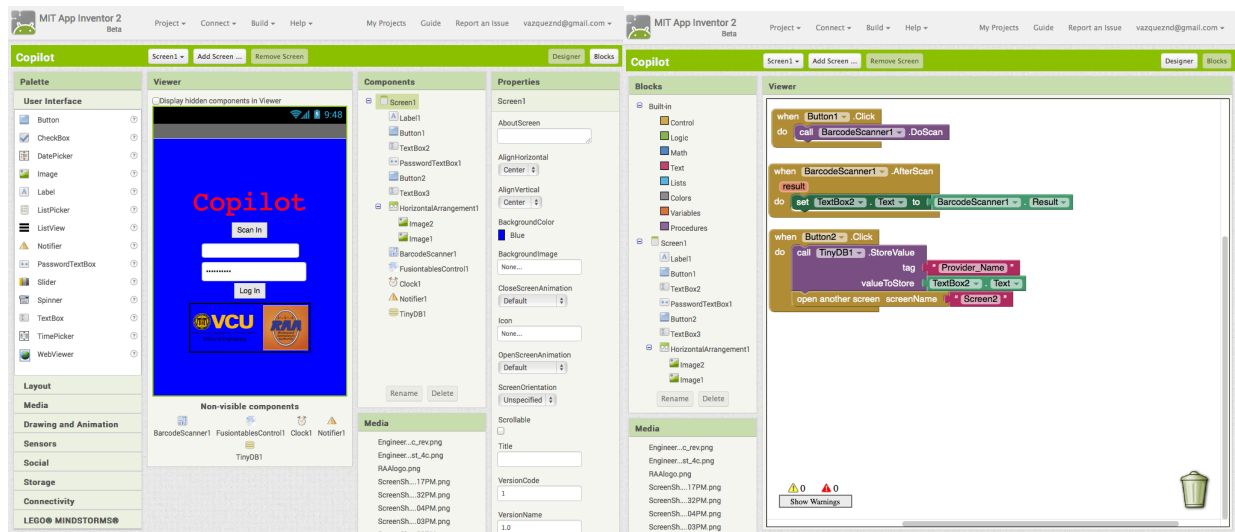 MIT App Inventor 2
Beta
Project Connect Build Help My Projects Guide Report an Issue vazqueznd@gmail.com
Copilot
Screen1 Add Screen ... Remove Screen Designer Blocks
Palette
User Interface
Button
CheckBox
DatePicker
Image
Label
ListPicker
ListView
Notifier
PasswordTextBox
Slider
Spinner
TextBox
TimePicker
WebViewer
Layout
Media
Drawing and Animation
Sensors
Social
Storage
Connectivity
LEGO® MINDSTORMS®
Viewer
Display hidden components in Viewer
9:48
Copilot
Scan In
••••••••••
Log In
VCU
RAA
Non-visible components
BarcodeScanner1 FusiontablesControl1 Clock1 Notifier1
TinyDB1
Components
Screen1
Label1
Button1
TextBox2
PasswordTextBox1
Button2
TextBox3
HorizontalArrangement1
Image2
Image1
BarcodeScanner1
FusiontablesControl1
Clock1
Notifier1
TinyDB1
Rename Delete
Media
Engineer...c_rev.png
Engineer...st_4c.png
RAAlogo.png
ScreenSh....17PM.png
ScreenSh....32PM.png
ScreenSh....04PM.png
ScreenSh....03PM.png
Properties
Screen1
AboutScreen
AlignHorizontal
Center
AlignVertical
Center
BackgroundColor
Blue
BackgroundImage
None...
CloseScreenAnimation
Default
Icon
None...
OpenScreenAnimation
Default
ScreenOrientation
Unspecified
Scrollable
Title
VersionCode
1
VersionName
1.0
MIT App Inventor 2
Beta
Project Connect Build Help My Projects Guide Report an Issue vazqueznd@gmail.com
Copilot
Screen1 Add Screen ... Remove Screen Designer Blocks
Blocks
Built-in
Control
Logic
Math
Text
Lists
Colors
Variables
Procedures
Screen1
Label1
Button1
TextBox2
PasswordTextBox1
Button2
TextBox3
HorizontalArrangement1
Image2
Image1
Rename Delete
Media
Engineer...c_rev.png
Engineer...st_4c.png
RAAlogo.png
ScreenSh....17PM.png
ScreenSh....32PM.png
ScreenSh....04PM.png
ScreenSh....03PM.png
Viewer
when Button1 .Click
do call BarcodeScanner1 .DoScan
when BarcodeScanner1 .AfterScan
result
do set TextBox2 . Text to BarcodeScanner1 . Result
when Button2 .Click
do call TinyDB1 .StoreValue
tag " Provider_Name "
valueToStore TextBox2 . Text
open another screen screenName " Screen2 "
0 0
Show Warnings